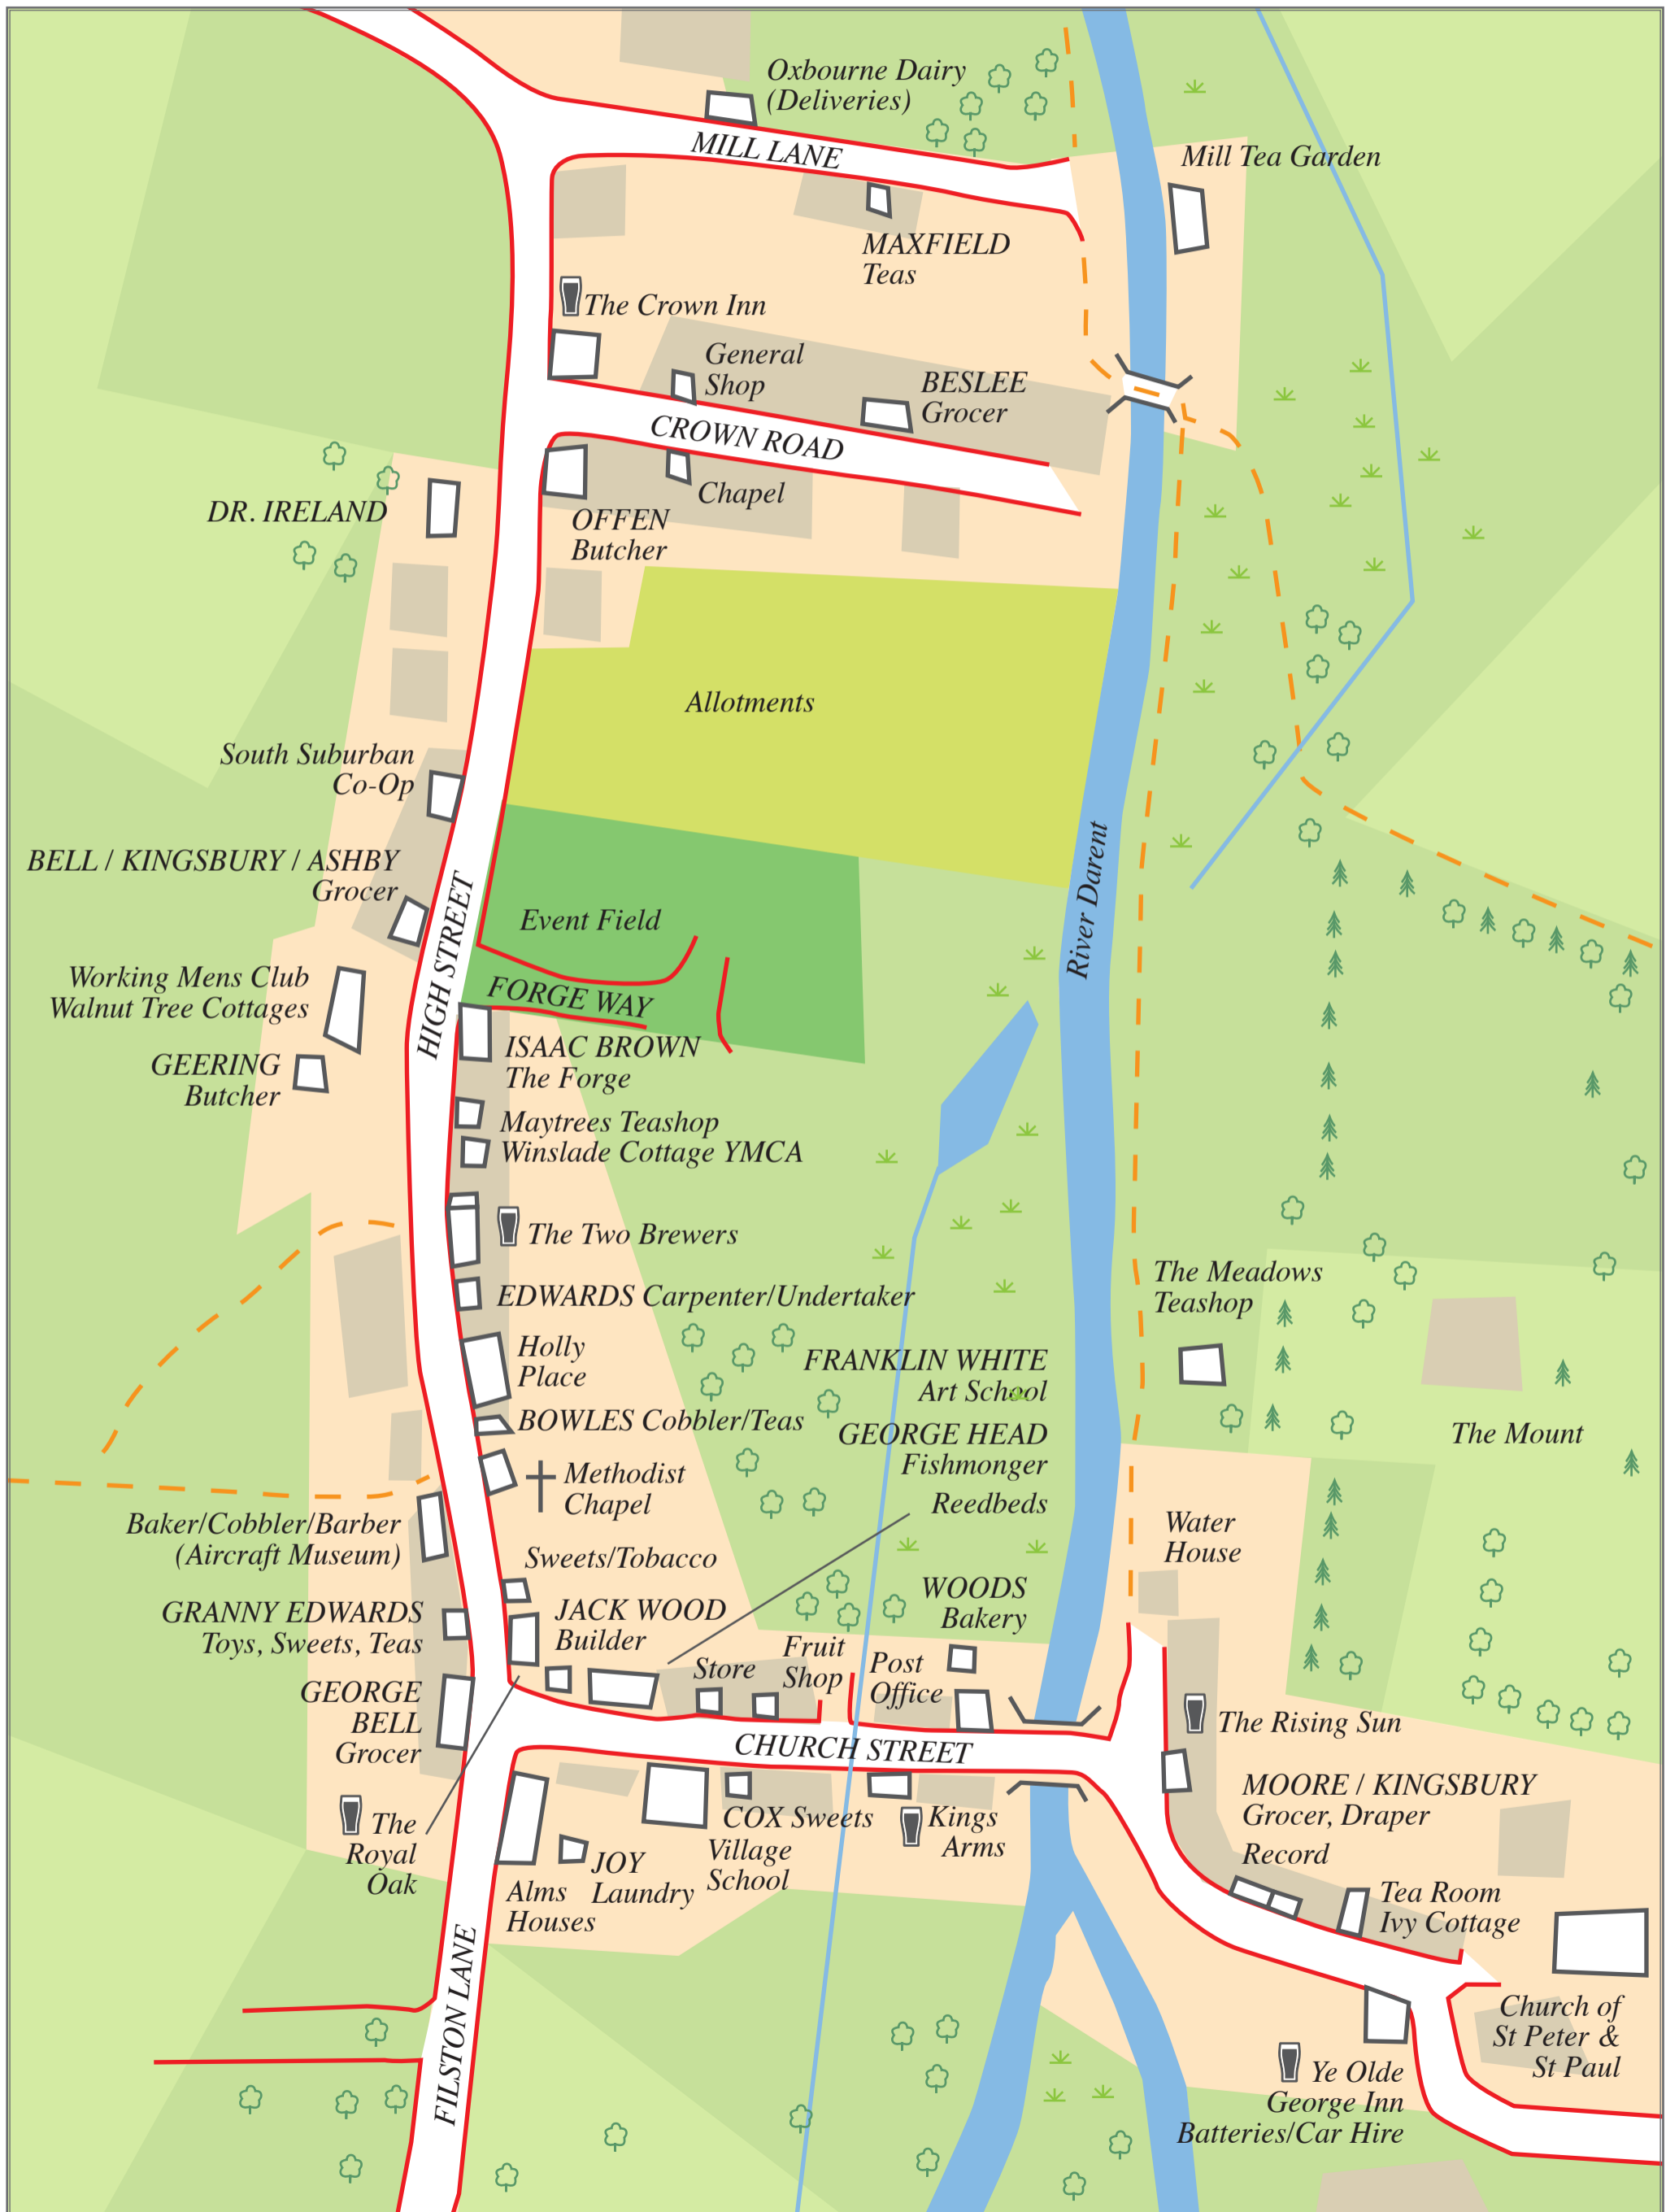 Oxbourne Dairy
(Deliveries)
MILL LANE
Mill Tea Garden
MAXFIELD
Teas
The Crown Inn
General
Shop
BESLEE
Grocer
CROWN ROAD
Chapel
DR. IRELAND
OFFEN
Butcher
Allotments
South Suburban
Co-Op
BELL / KINGSBURY / ASHBY
Grocer
HIGH STREET
Event Field
River Darent
Working Mens Club
Walnut Tree Cottages
FORGE WAY
GEERING
Butcher
ISAAC BROWN
The Forge
Maytrees Teashop
Winslade Cottage YMCA
The Two Brewers
EDWARDS Carpenter/Undertaker
The Meadows
Teashop
Holly
Place
FRANKLIN WHITE
Art School
BOWLES Cobbler/Teas
GEORGE HEAD
Fishmonger
The Mount
Methodist
Chapel
Reedbeds
Baker/Cobbler/Barber
(Aircraft Museum)
Water
House
Sweets/Tobacco
WOODS
Bakery
GRANNY EDWARDS
Toys, Sweets, Teas
JACK WOOD
Builder
Fruit
Shop
Store
Post
Office
GEORGE
BELL
Grocer
The Rising Sun
CHURCH STREET
MOORE / KINGSBURY
Grocer, Draper
Record
The
Royal
Oak
COX Sweets
Village
School
Kings
Arms
JOY
Laundry
Alms
Houses
Tea Room
Ivy Cottage
FILSTON LANE
Church of
St Peter &
St Paul
Ye Olde
George Inn
Batteries/Car Hire